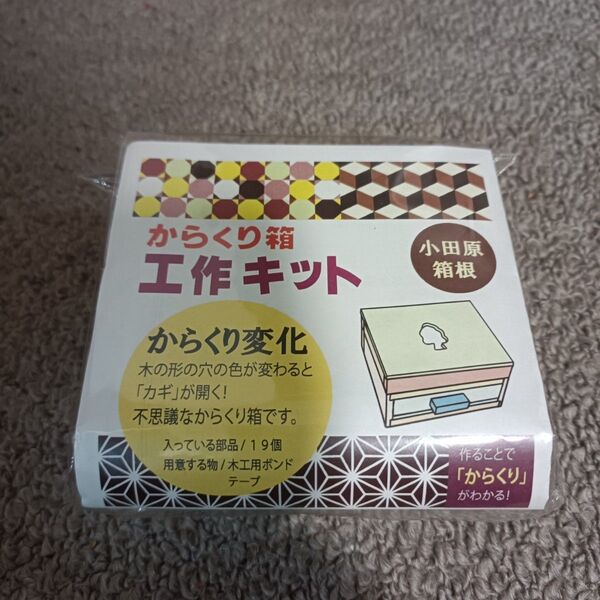 からくり箱
工作キット
小田原
箱根
からくり変化
木の形の穴の色が変わると
「カギ」が開く!
不思議なからくり箱です。
入っている部品/19個
用意する物/木工用ボンド
テープ
作ることで
「からくり」
がわかる!